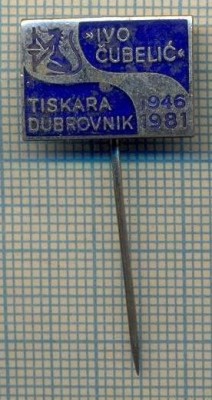 »IVO
ČUBELIĆ«
TISKARA 1946
DUBROVNIK 1981